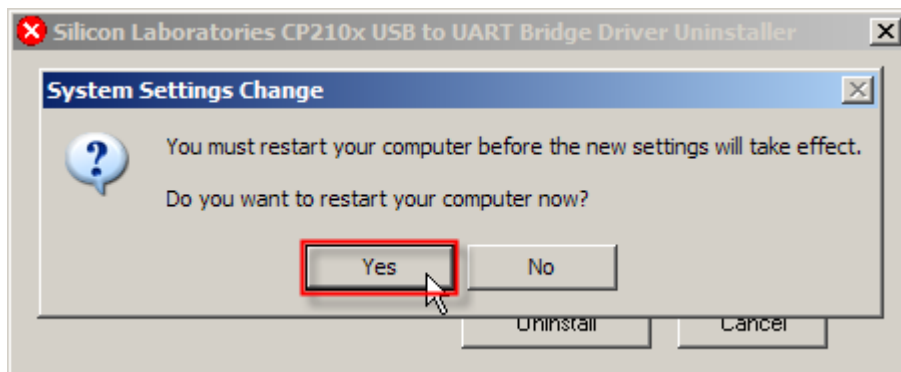 Silicon Laboratories CP210x USB to UART Bridge Driver Uninstaller
System Settings Change
You must restart your computer before the new settings will take effect.
Do you want to restart your computer now?
Yes No
Uninstall Cancel